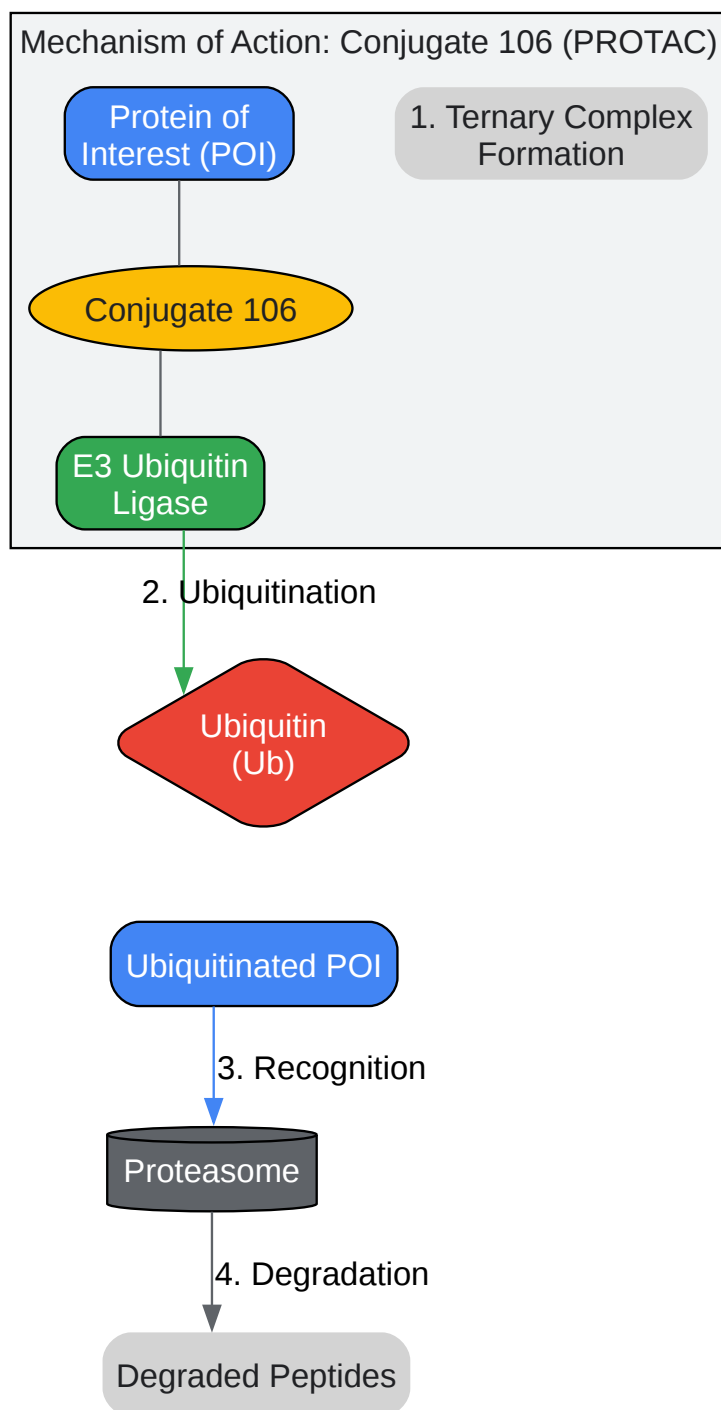 Mechanism of Action: Conjugate 106 (PROTAC)
Protein of
Interest (POI)
1. Ternary Complex
Formation
Conjugate 106
E3 Ubiquitin
Ligase
2. Ubiquitination
Ubiquitin
(Ub)
Ubiquitinated POI
3. Recognition
Proteasome
4. Degradation
Degraded Peptides